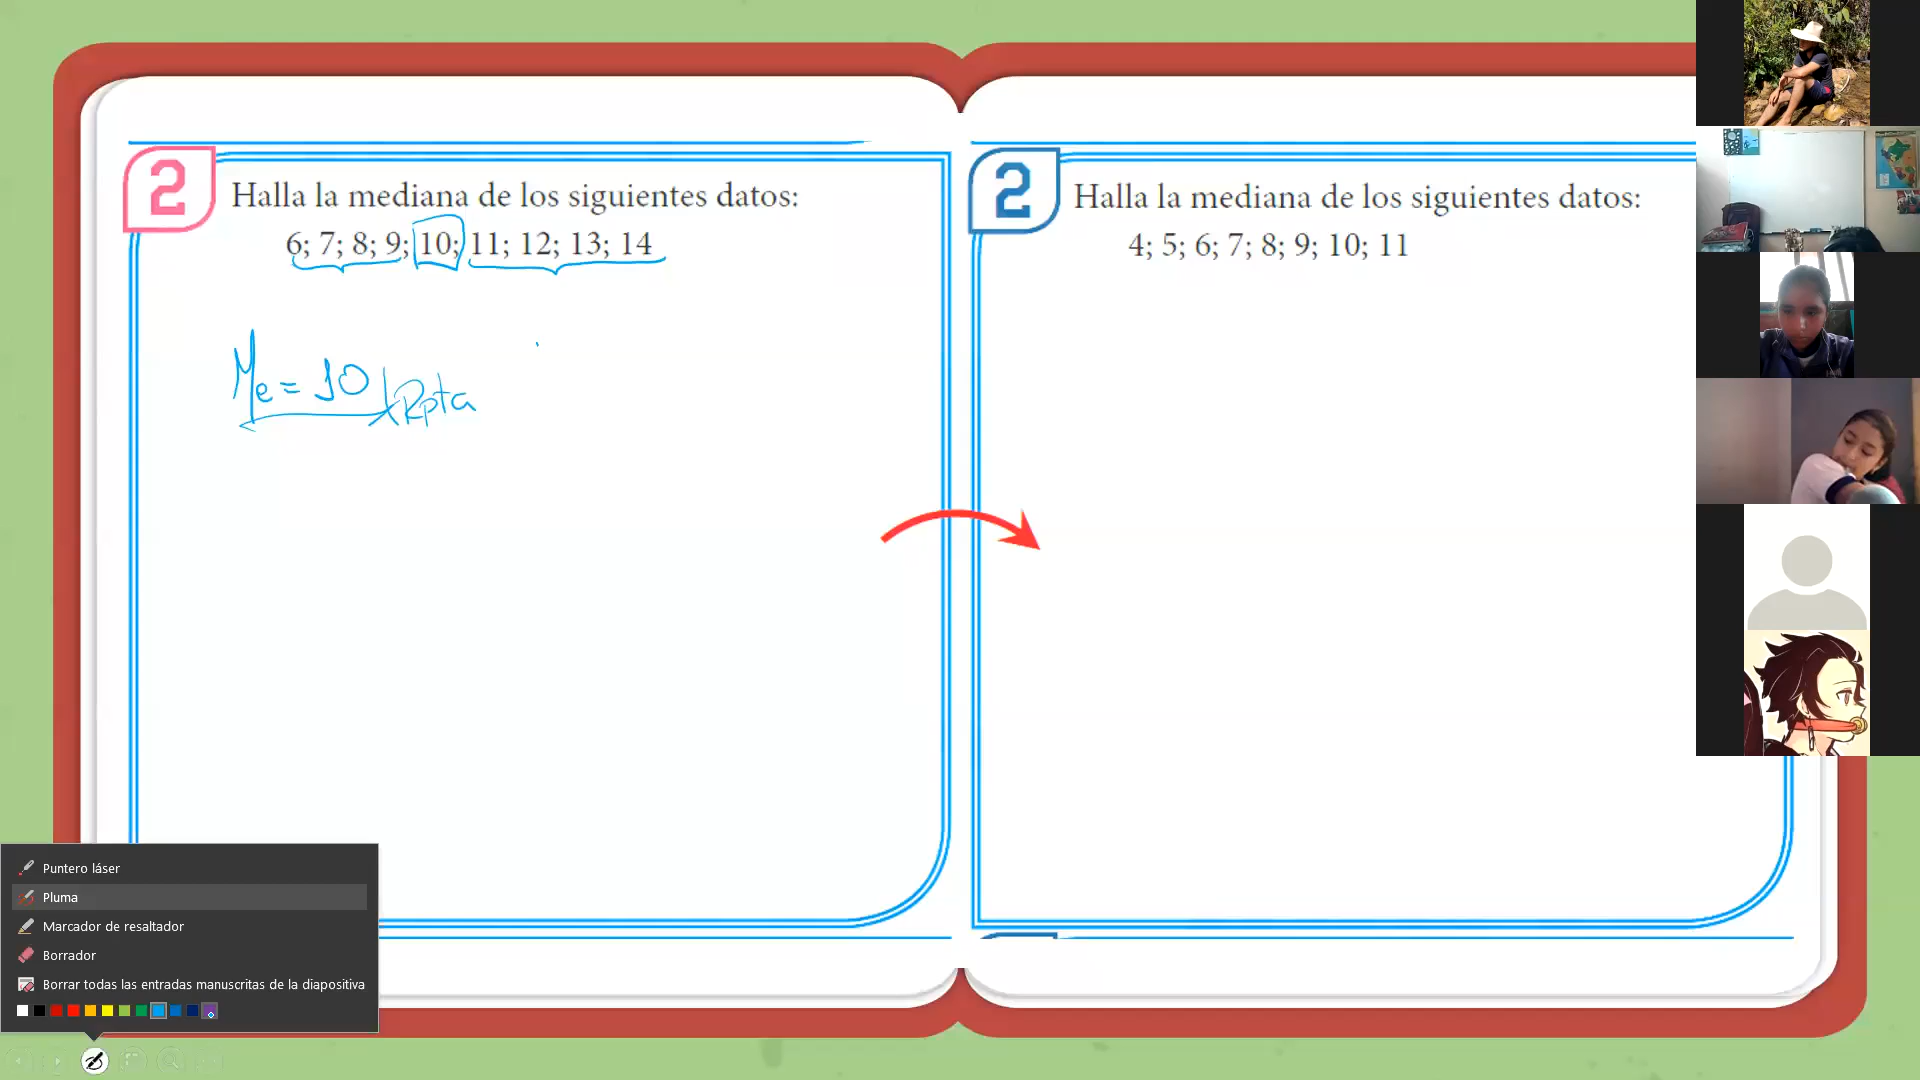 2
Halla la mediana de los siguientes datos:
6; 7; 8; 9; 10; 11; 12; 13; 14
Me = 10 Rpta
2
Halla la mediana de los siguientes datos:
4; 5; 6; 7; 8; 9; 10; 11
Puntero láser
Pluma
Marcador de resaltador
Borrador
Borrar todas las entradas manuscritas de la diapositiva